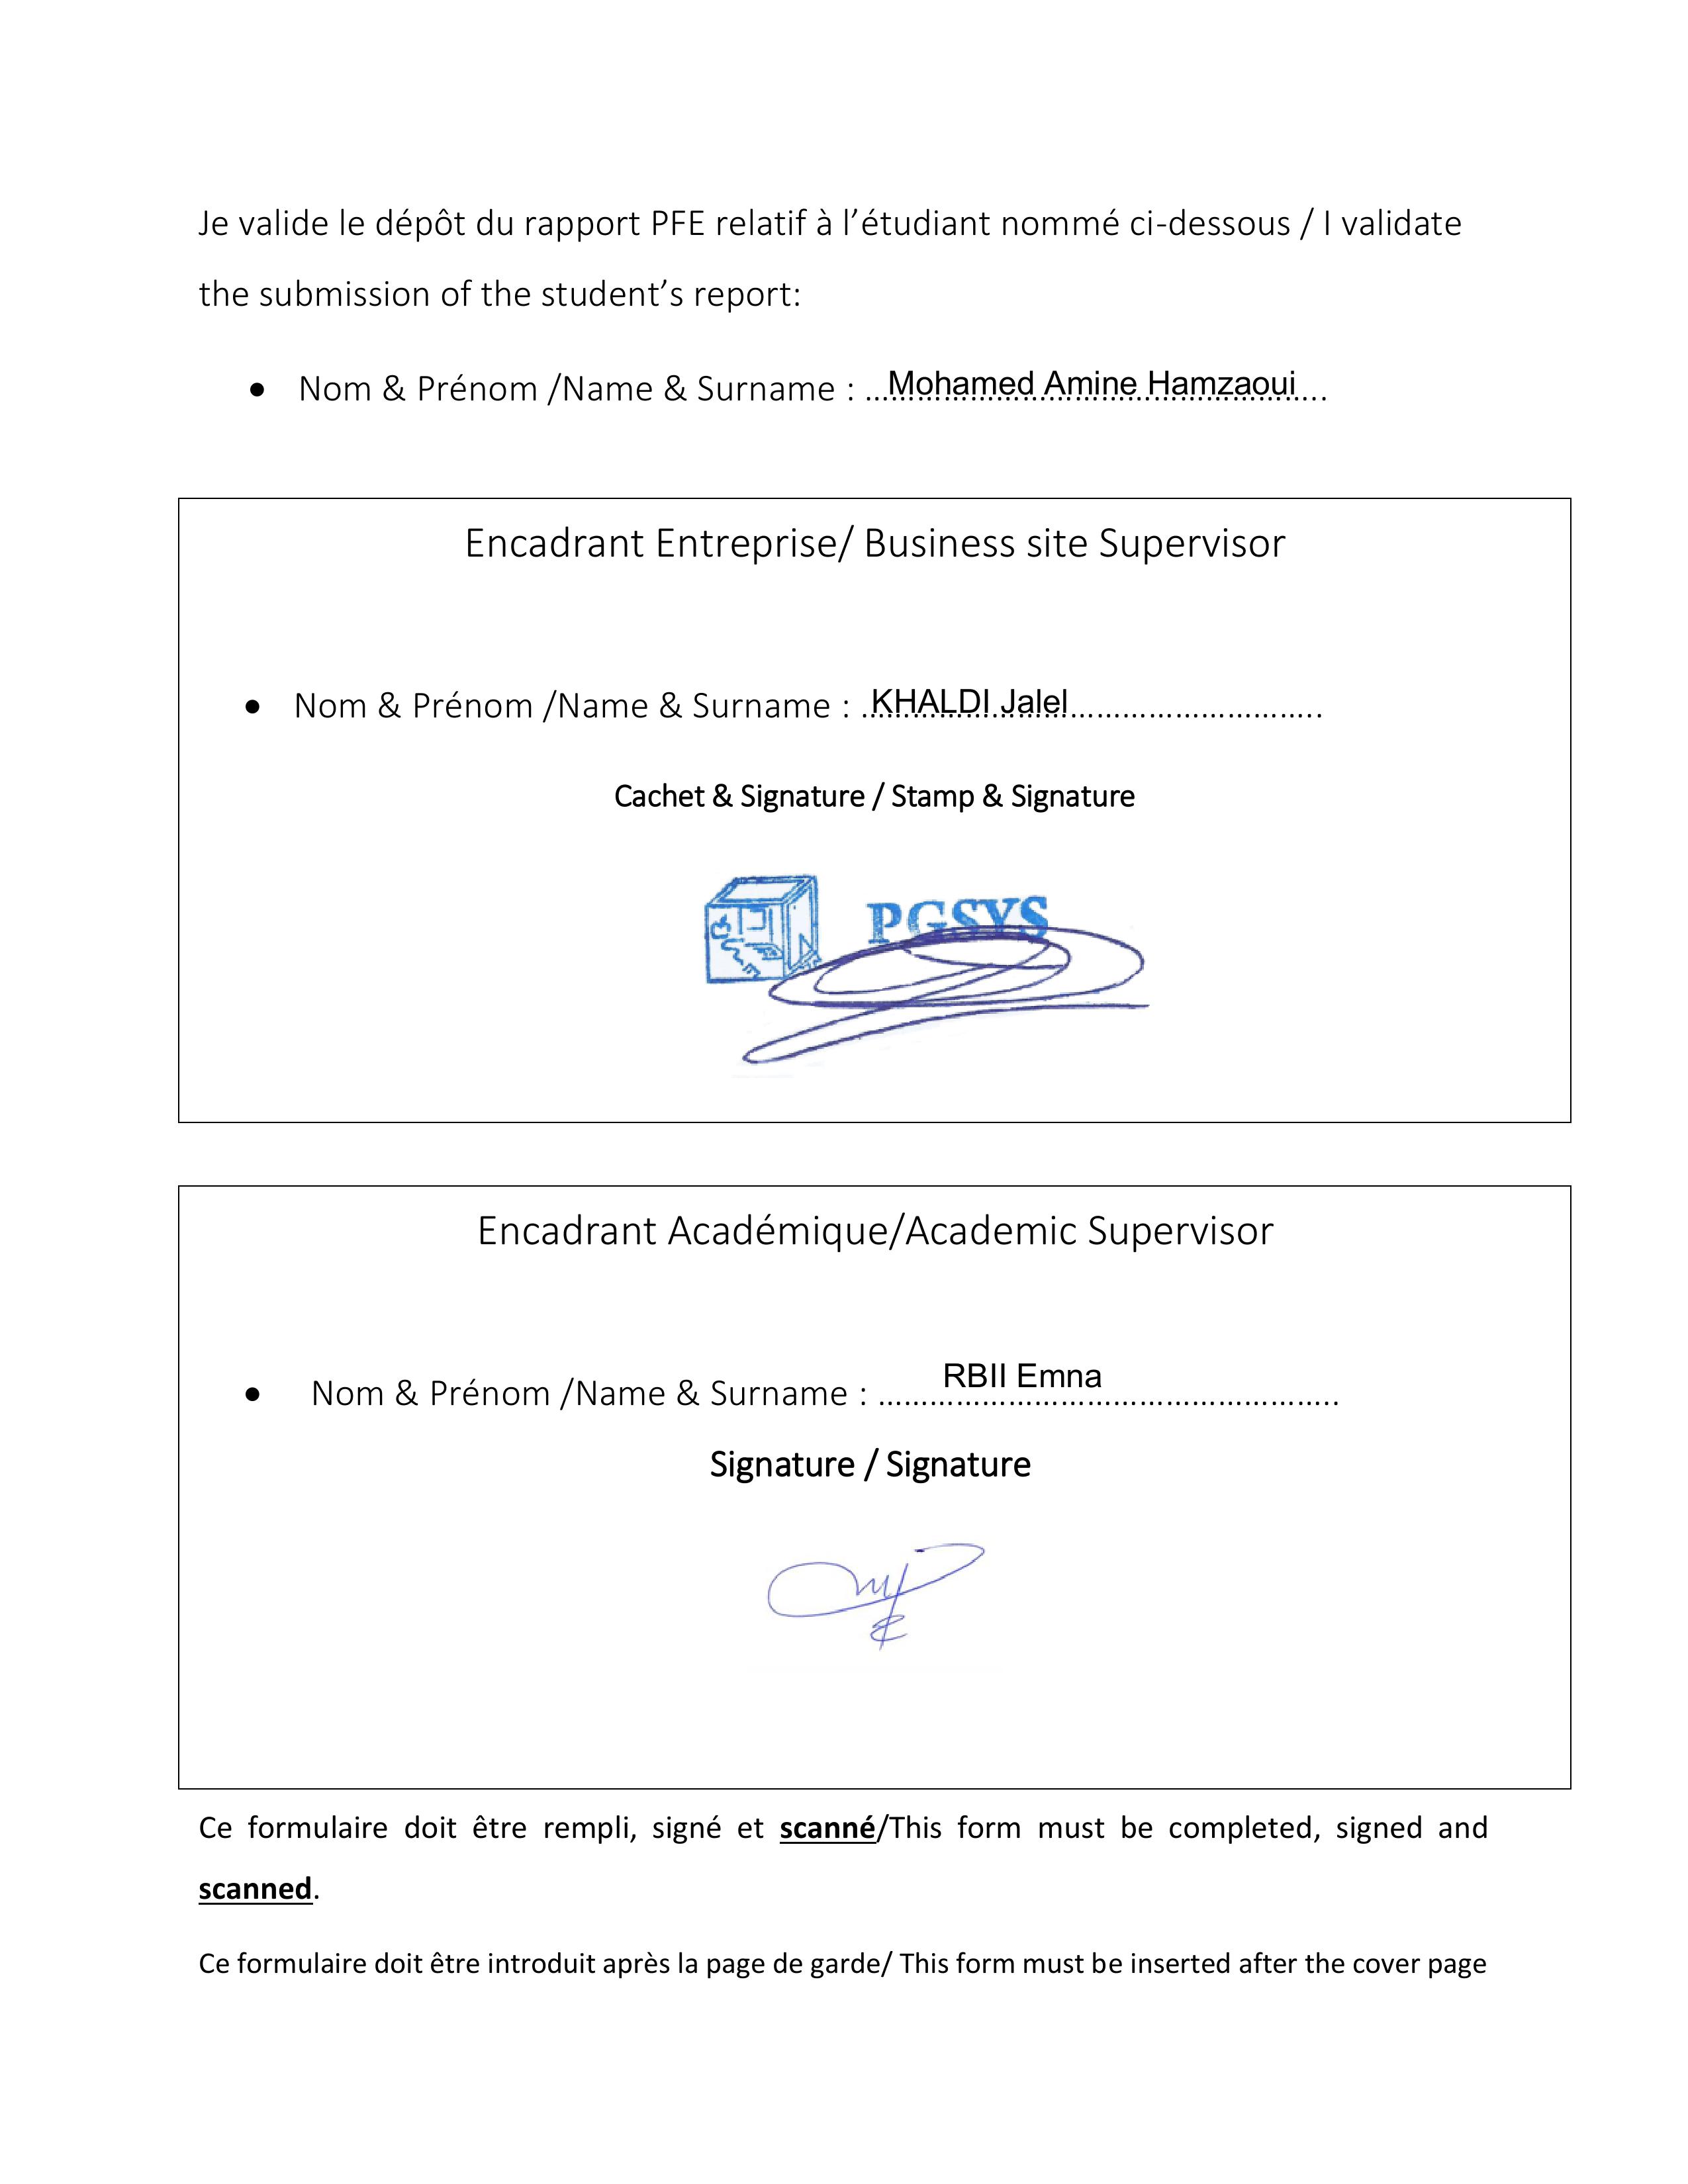 Je valide le dépôt du rapport PFE relatif à l’étudiant nommé ci-dessous / I validate
the submission of the student’s report:
• Nom & Prénom /Name & Surname : ...Mohamed Amine Hamzaoui...
Encadrant Entreprise/ Business site Supervisor
• Nom & Prénom /Name & Surname : ...KHALDI Jalel...
Cachet & Signature / Stamp & Signature
PGSYS
Encadrant Académique/Academic Supervisor
• Nom & Prénom /Name & Surname : ...RBII Emna...
Signature / Signature
Ce formulaire doit être rempli, signé et scanné/This form must be completed, signed and
scanned.
Ce formulaire doit être introduit après la page de garde/ This form must be inserted after the cover page